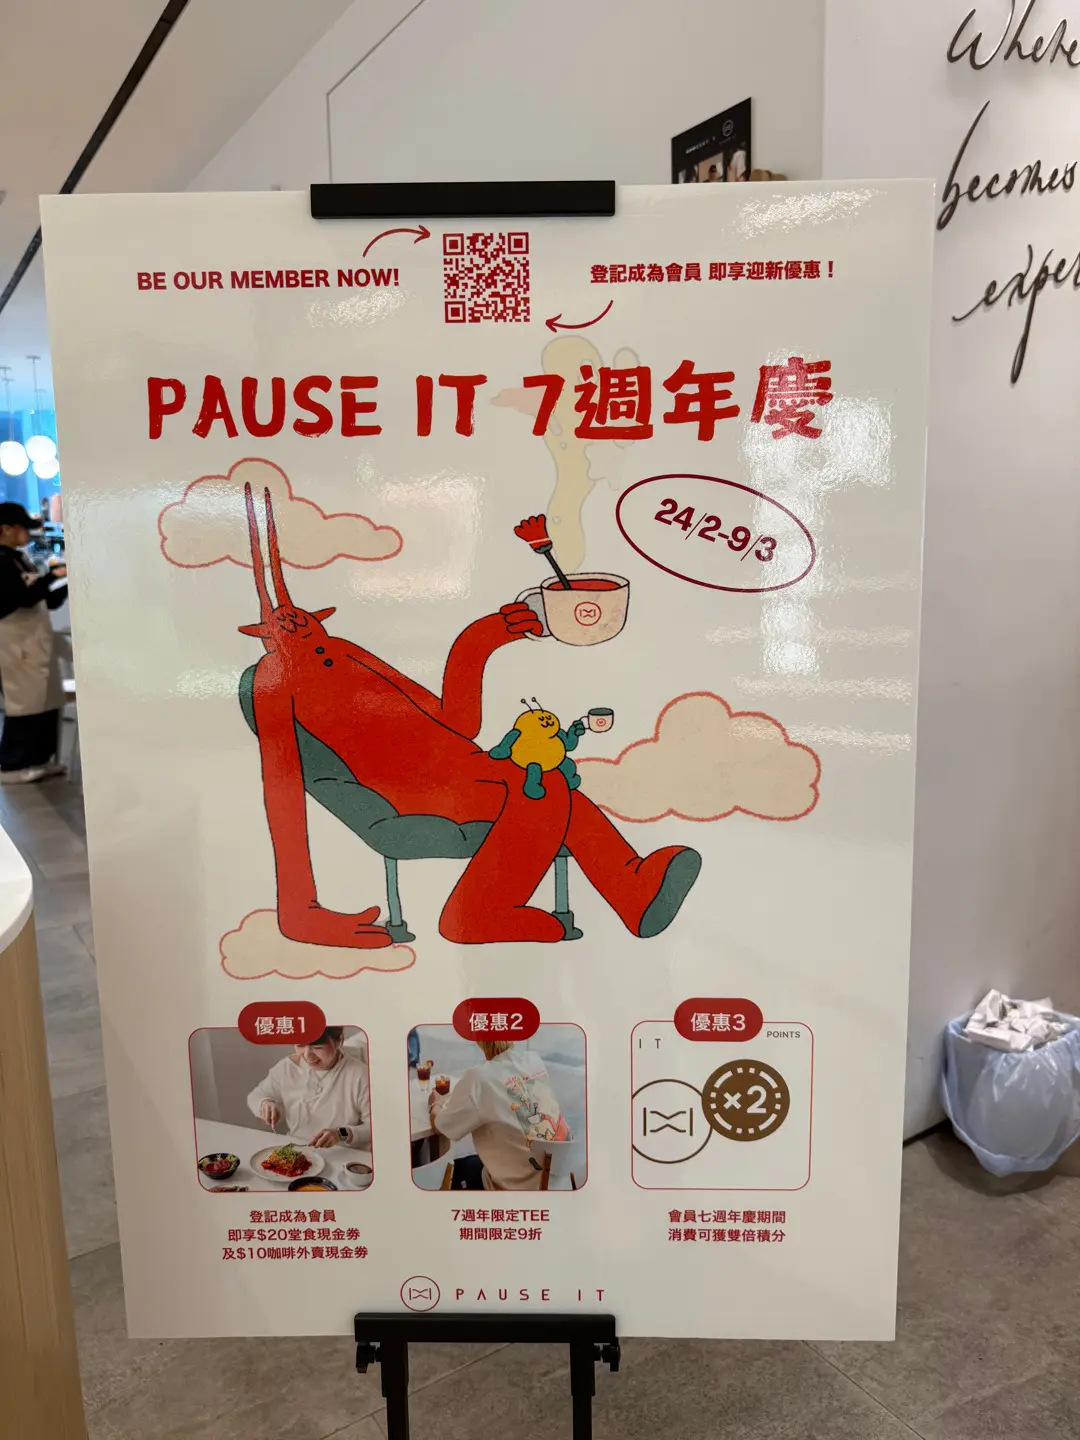 Where
becomes
BE OUR MEMBER NOW!
登記成為會員 即享迎新優惠！
PAUSE IT 7週年慶
24/2-9/3
優惠1
優惠2
優惠3
IT
POINTS
×2
登記成為會員
即享$20堂食現金券
及$10咖啡外賣現金券
7週年限定TEE
期間限定9折
會員七週年慶期間
消費可獲雙倍積分
PAUSE IT